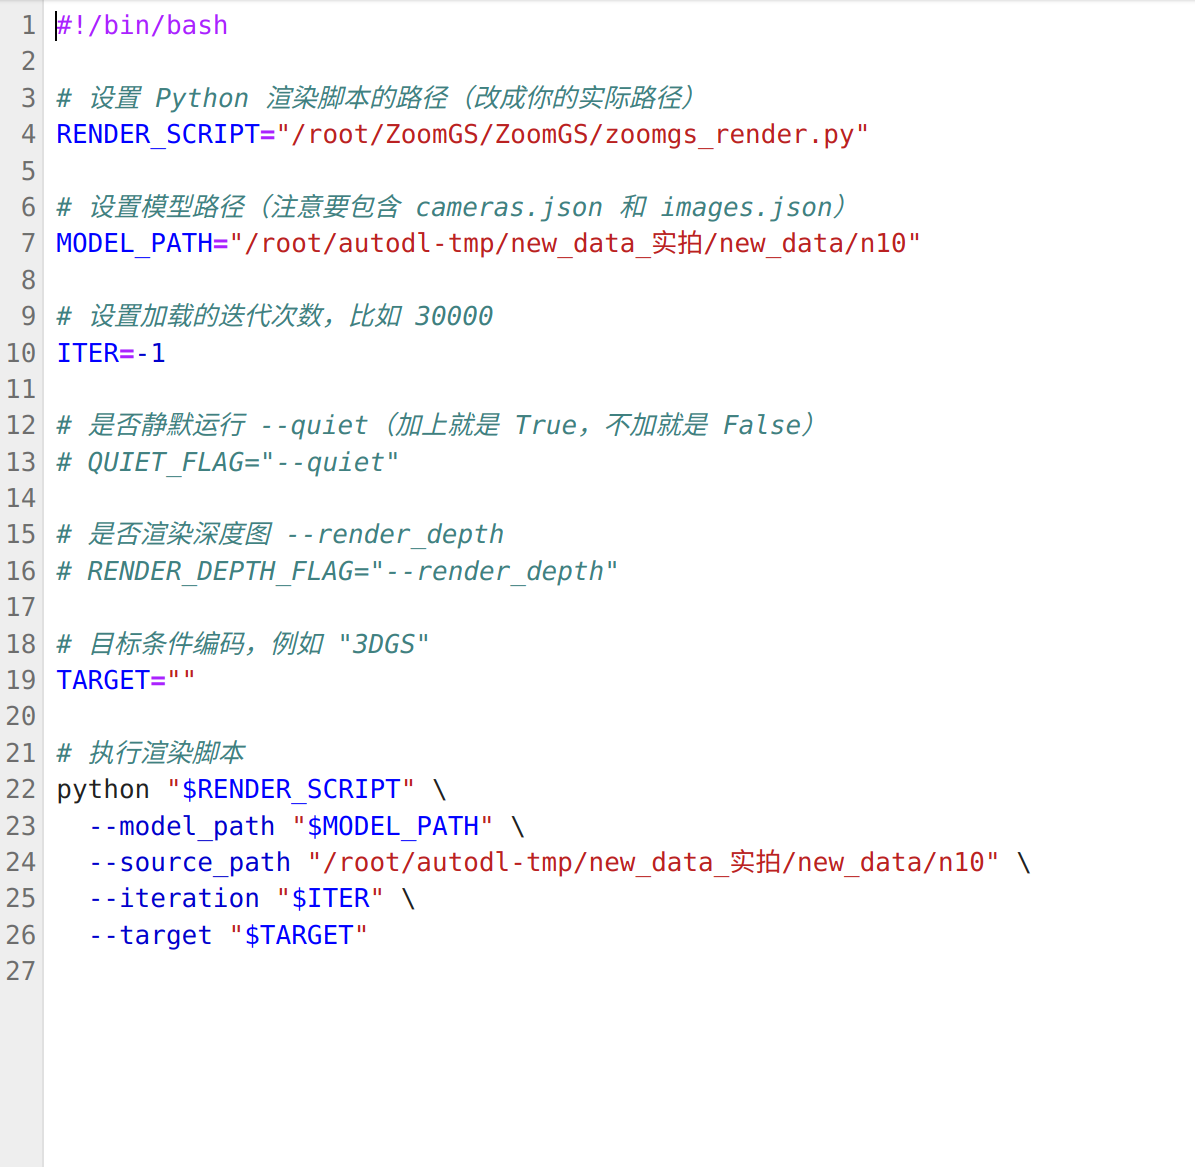 1 #!/bin/bash
2
3 # 设置 Python 渲染脚本的路径（改成你的实际路径）
4 RENDER_SCRIPT="/root/ZoomGS/ZoomGS/zoomgs_render.py"
5
6 # 设置模型路径（注意要包含 cameras.json 和 images.json）
7 MODEL_PATH="/root/autodl-tmp/new_data_实拍/new_data/n10"
8
9 # 设置加载的迭代次数，比如 30000
10 ITER=-1
11
12 # 是否静默运行 --quiet（加上就是 True，不加就是 False）
13 # QUIET_FLAG="--quiet"
14
15 # 是否渲染深度图 --render_depth
16 # RENDER_DEPTH_FLAG="--render_depth"
17
18 # 目标条件编码，例如 "3DGS"
19 TARGET=""
20
21 # 执行渲染脚本
22 python "$RENDER_SCRIPT" \
23   --model_path "$MODEL_PATH" \
24   --source_path "/root/autodl-tmp/new_data_实拍/new_data/n10" \
25   --iteration "$ITER" \
26   --target "$TARGET"
27